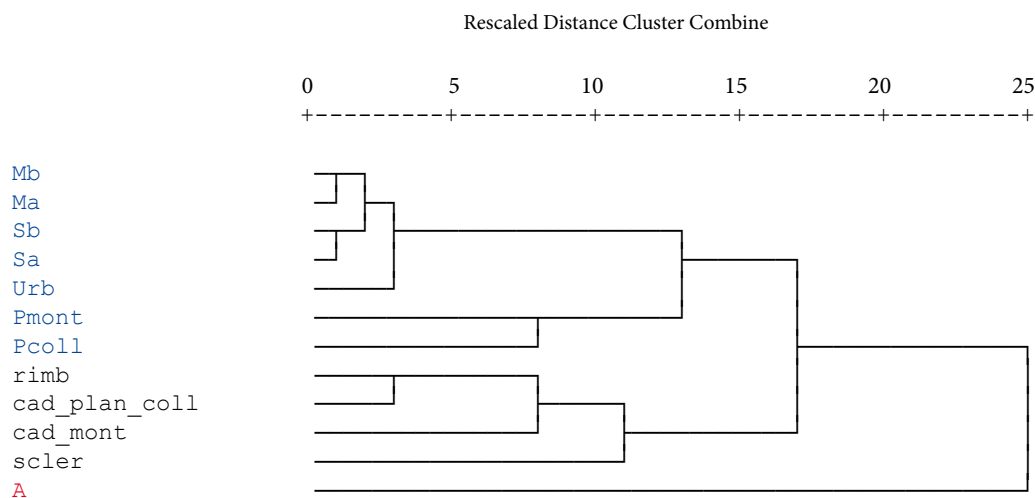 Rescaled Distance Cluster Combine
0 5 10 15 20 25
+---------+---------+---------+---------+---------+
Mb
Ma
Sb
Sa
Urb
Pmont
Pcoll
rimb
cad_plan_coll
cad_mont
scler
A